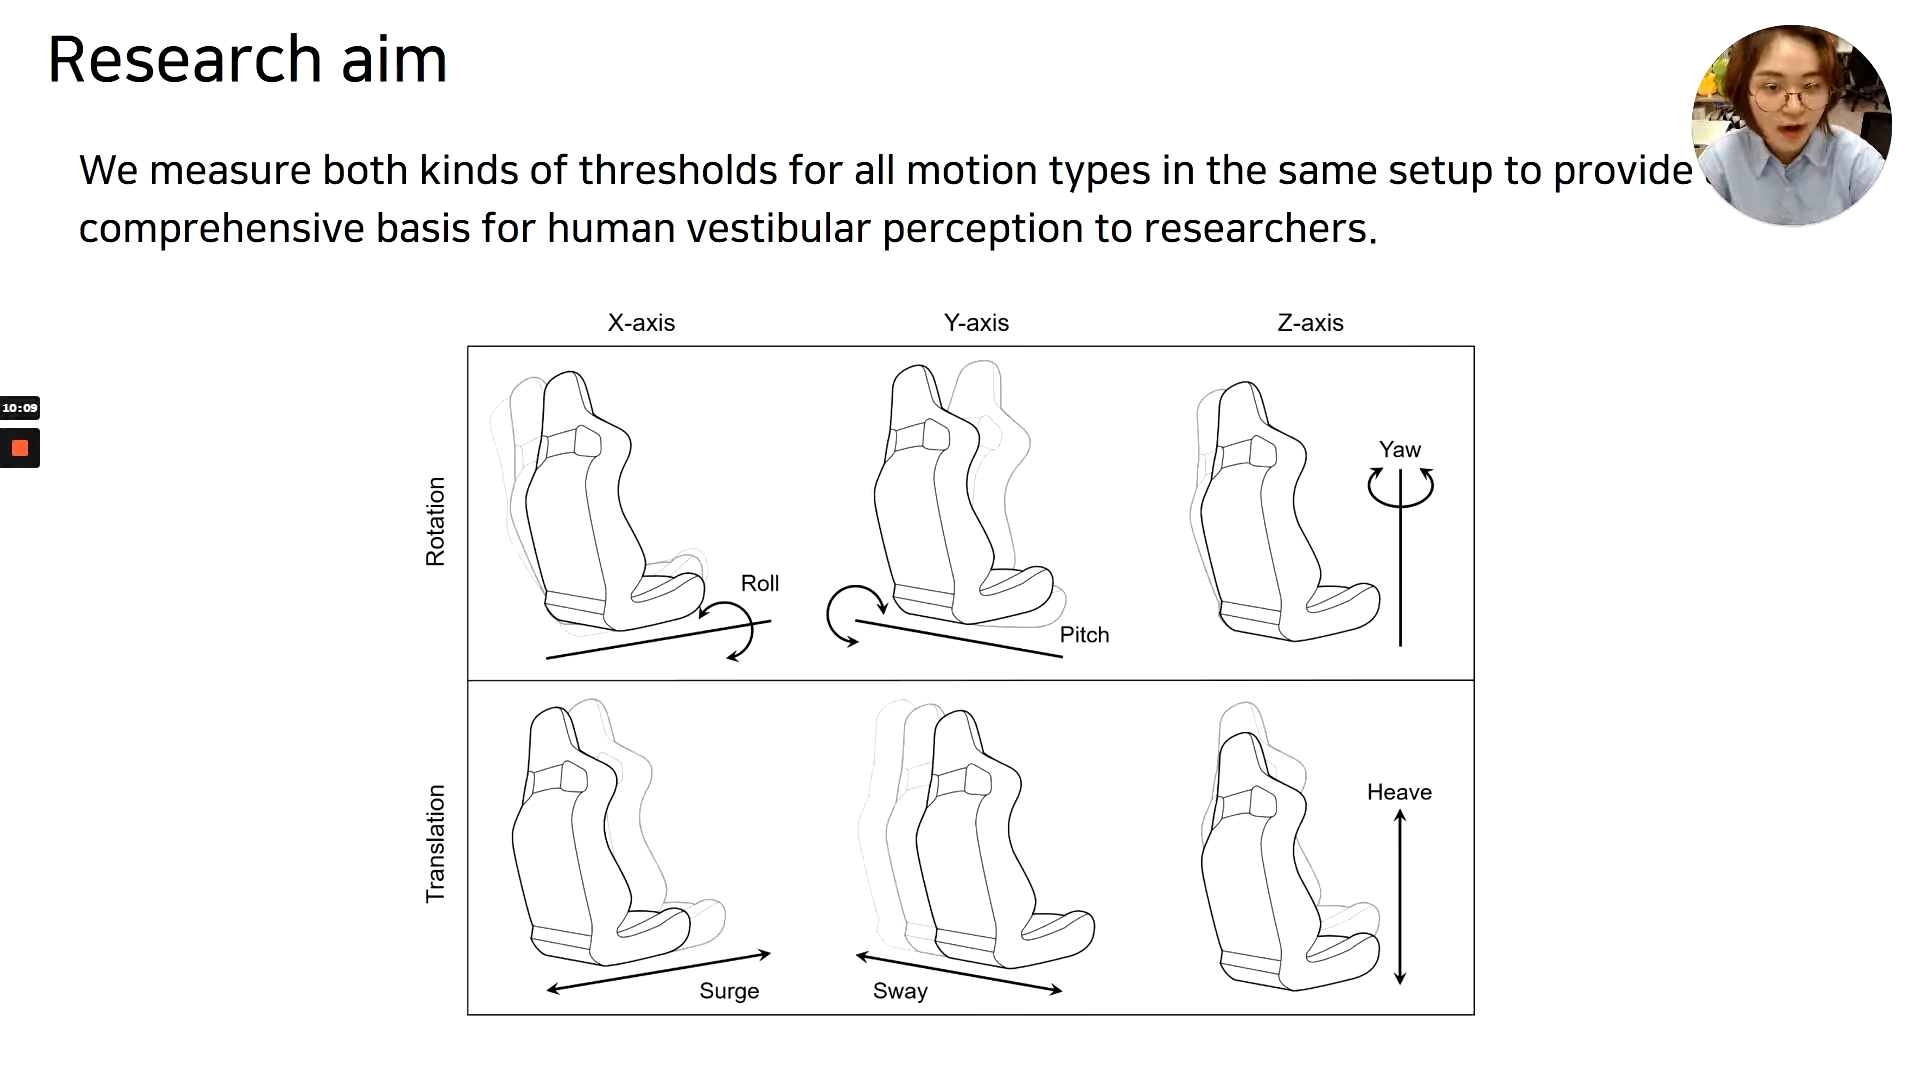 Research aim
We measure both kinds of thresholds for all motion types in the same setup to provide
comprehensive basis for human vestibular perception to researchers.
X-axis Y-axis Z-axis
10:09
Rotation
Yaw
Roll
Pitch
Translation
Heave
Surge
Sway